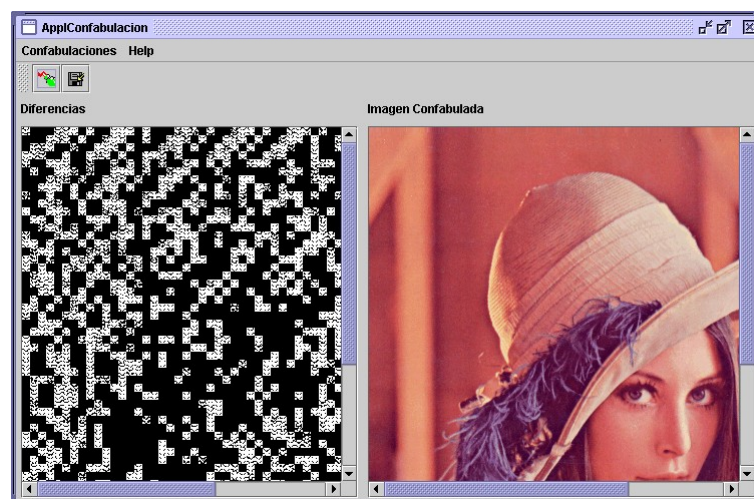 ApplConfabulacion
Confabulaciones Help
Diferencias
Imagen Confabulada